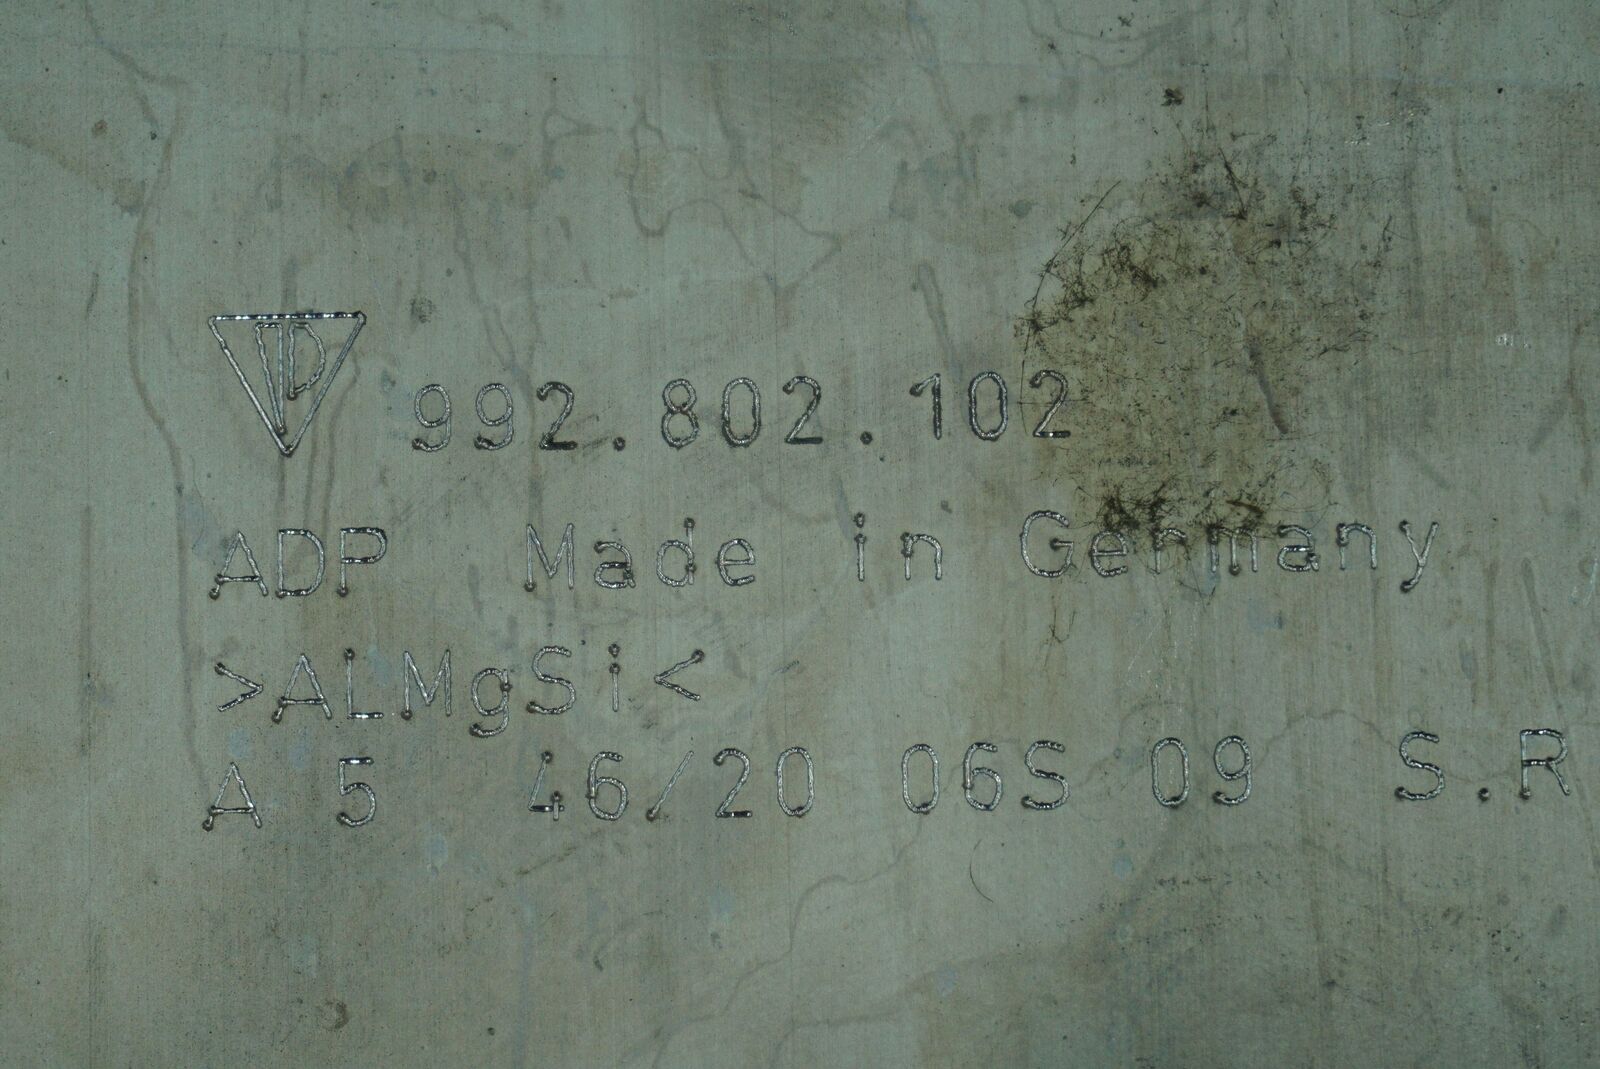 992.802.102
ADP Made in Germany
>ALMgSi<
A 5 46/20 06S 09 S.R